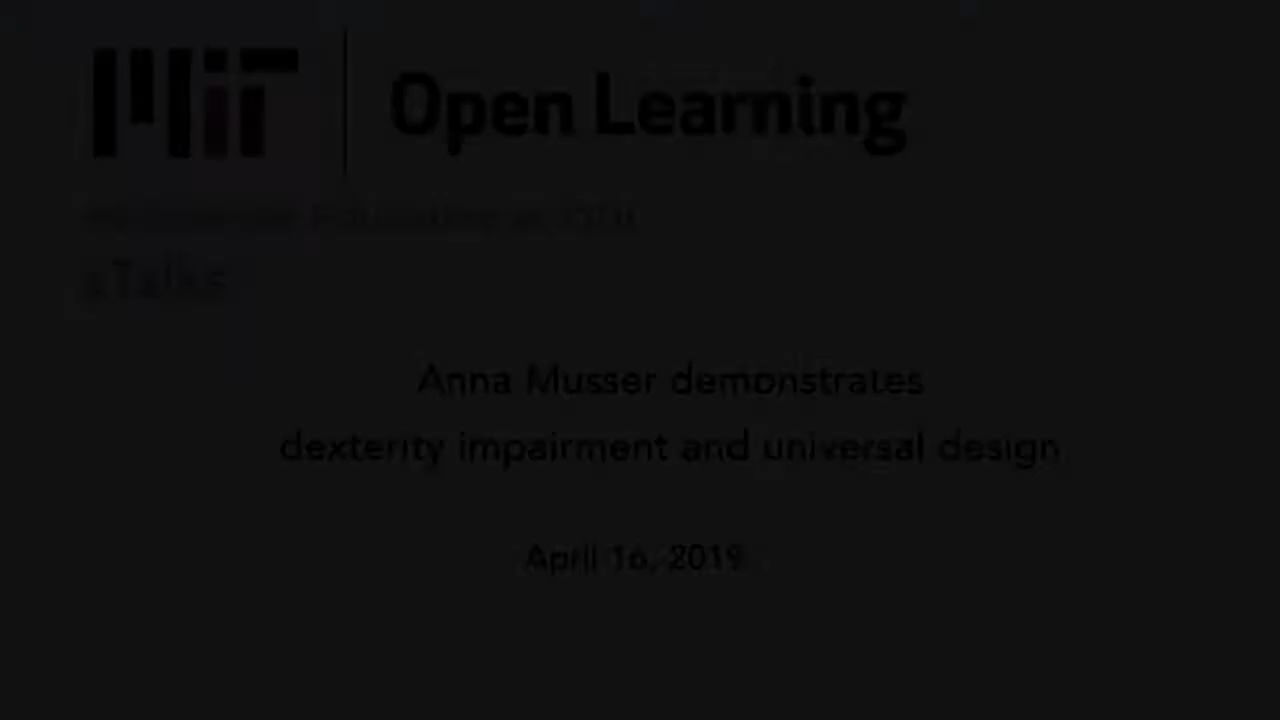 MIT Open Learning
xTalks
Anna Musser demonstrates
dexterity impairment and universal design
April 16, 2019